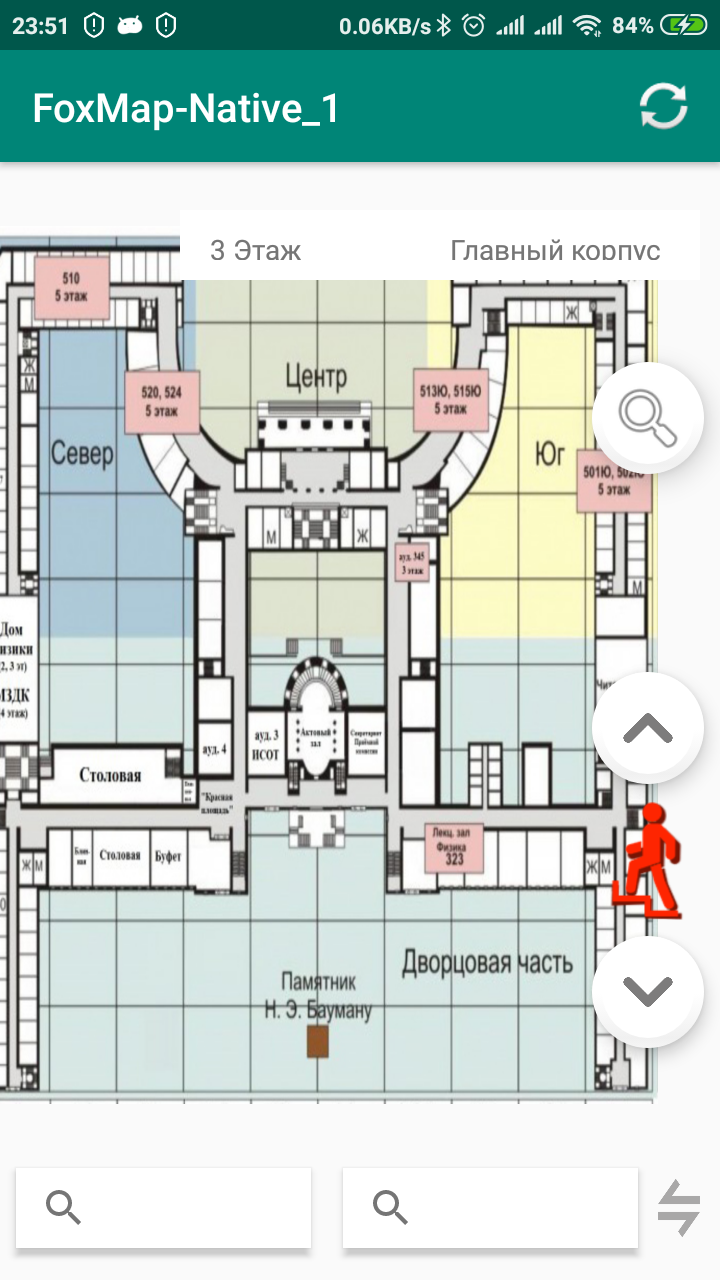 23:51
0.06KB/s
84%
FoxMap-Native_1
3 Этаж
Главный корпус
510
5 этаж
Ж
Ж
М
520, 524
5 этаж
Центр
513Ю, 515Ю
5 этаж
Север
Юг
501Ю, 502Ю
5 этаж
М
Ж
ауд. 345
3 этаж
М
Дом
(2, 3 эт)
МЗДК
(4 этаж)
ауд. 4
ауд. 3
ИСОТ
Актовый
зал
Секретариат
Приёмной
комиссии
Столовая
"Красная
площадь"
Столовая
Буфет
Лекц. зал
Физика
323
Ж М
Ж М
Дворцовая часть
Памятник
Н. Э. Бауману